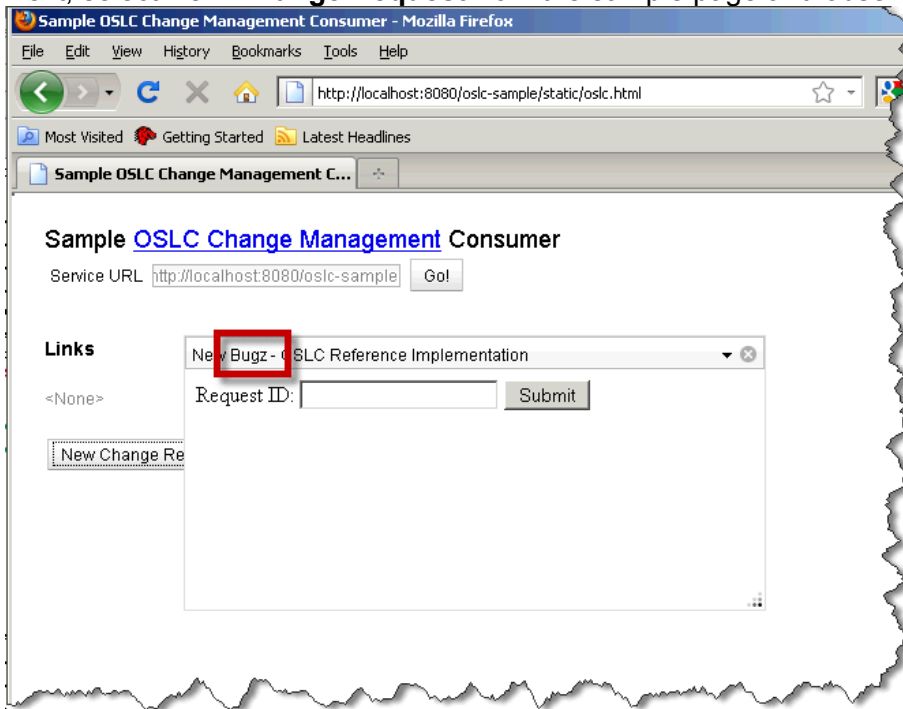 Sample OSLC Change Management Consumer - Mozilla Firefox
File Edit View History Bookmarks Tools Help
http://localhost:8080/oslc-sample/static/oslc.html
Most Visited Getting Started Latest Headlines
Sample OSLC Change Management C...
Sample OSLC Change Management Consumer
Service URL http://localhost:8080/oslc-sample Go!
Links
New Bugz - OSLC Reference Implementation
<None>
Request ID: Submit
New Change Re